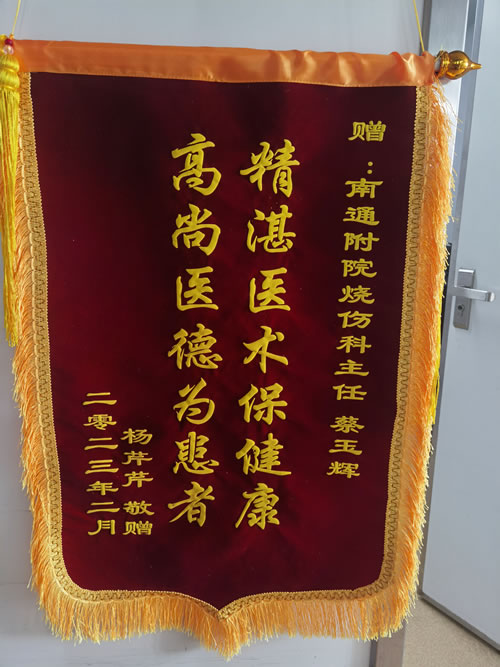 赠：南通附院烧伤科主任 蔡玉辉
精湛医术保健康
高尚医德为患者
杨芹芹 敬赠
二零二三年二月